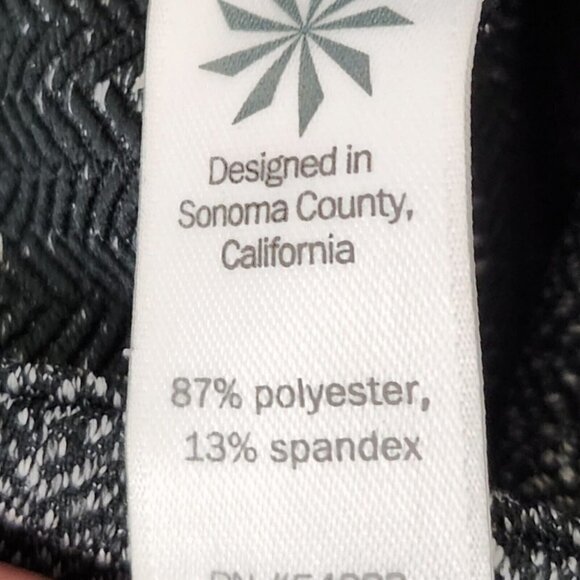 Designed in
Sonoma County,
California
87% polyester,
13% spandex